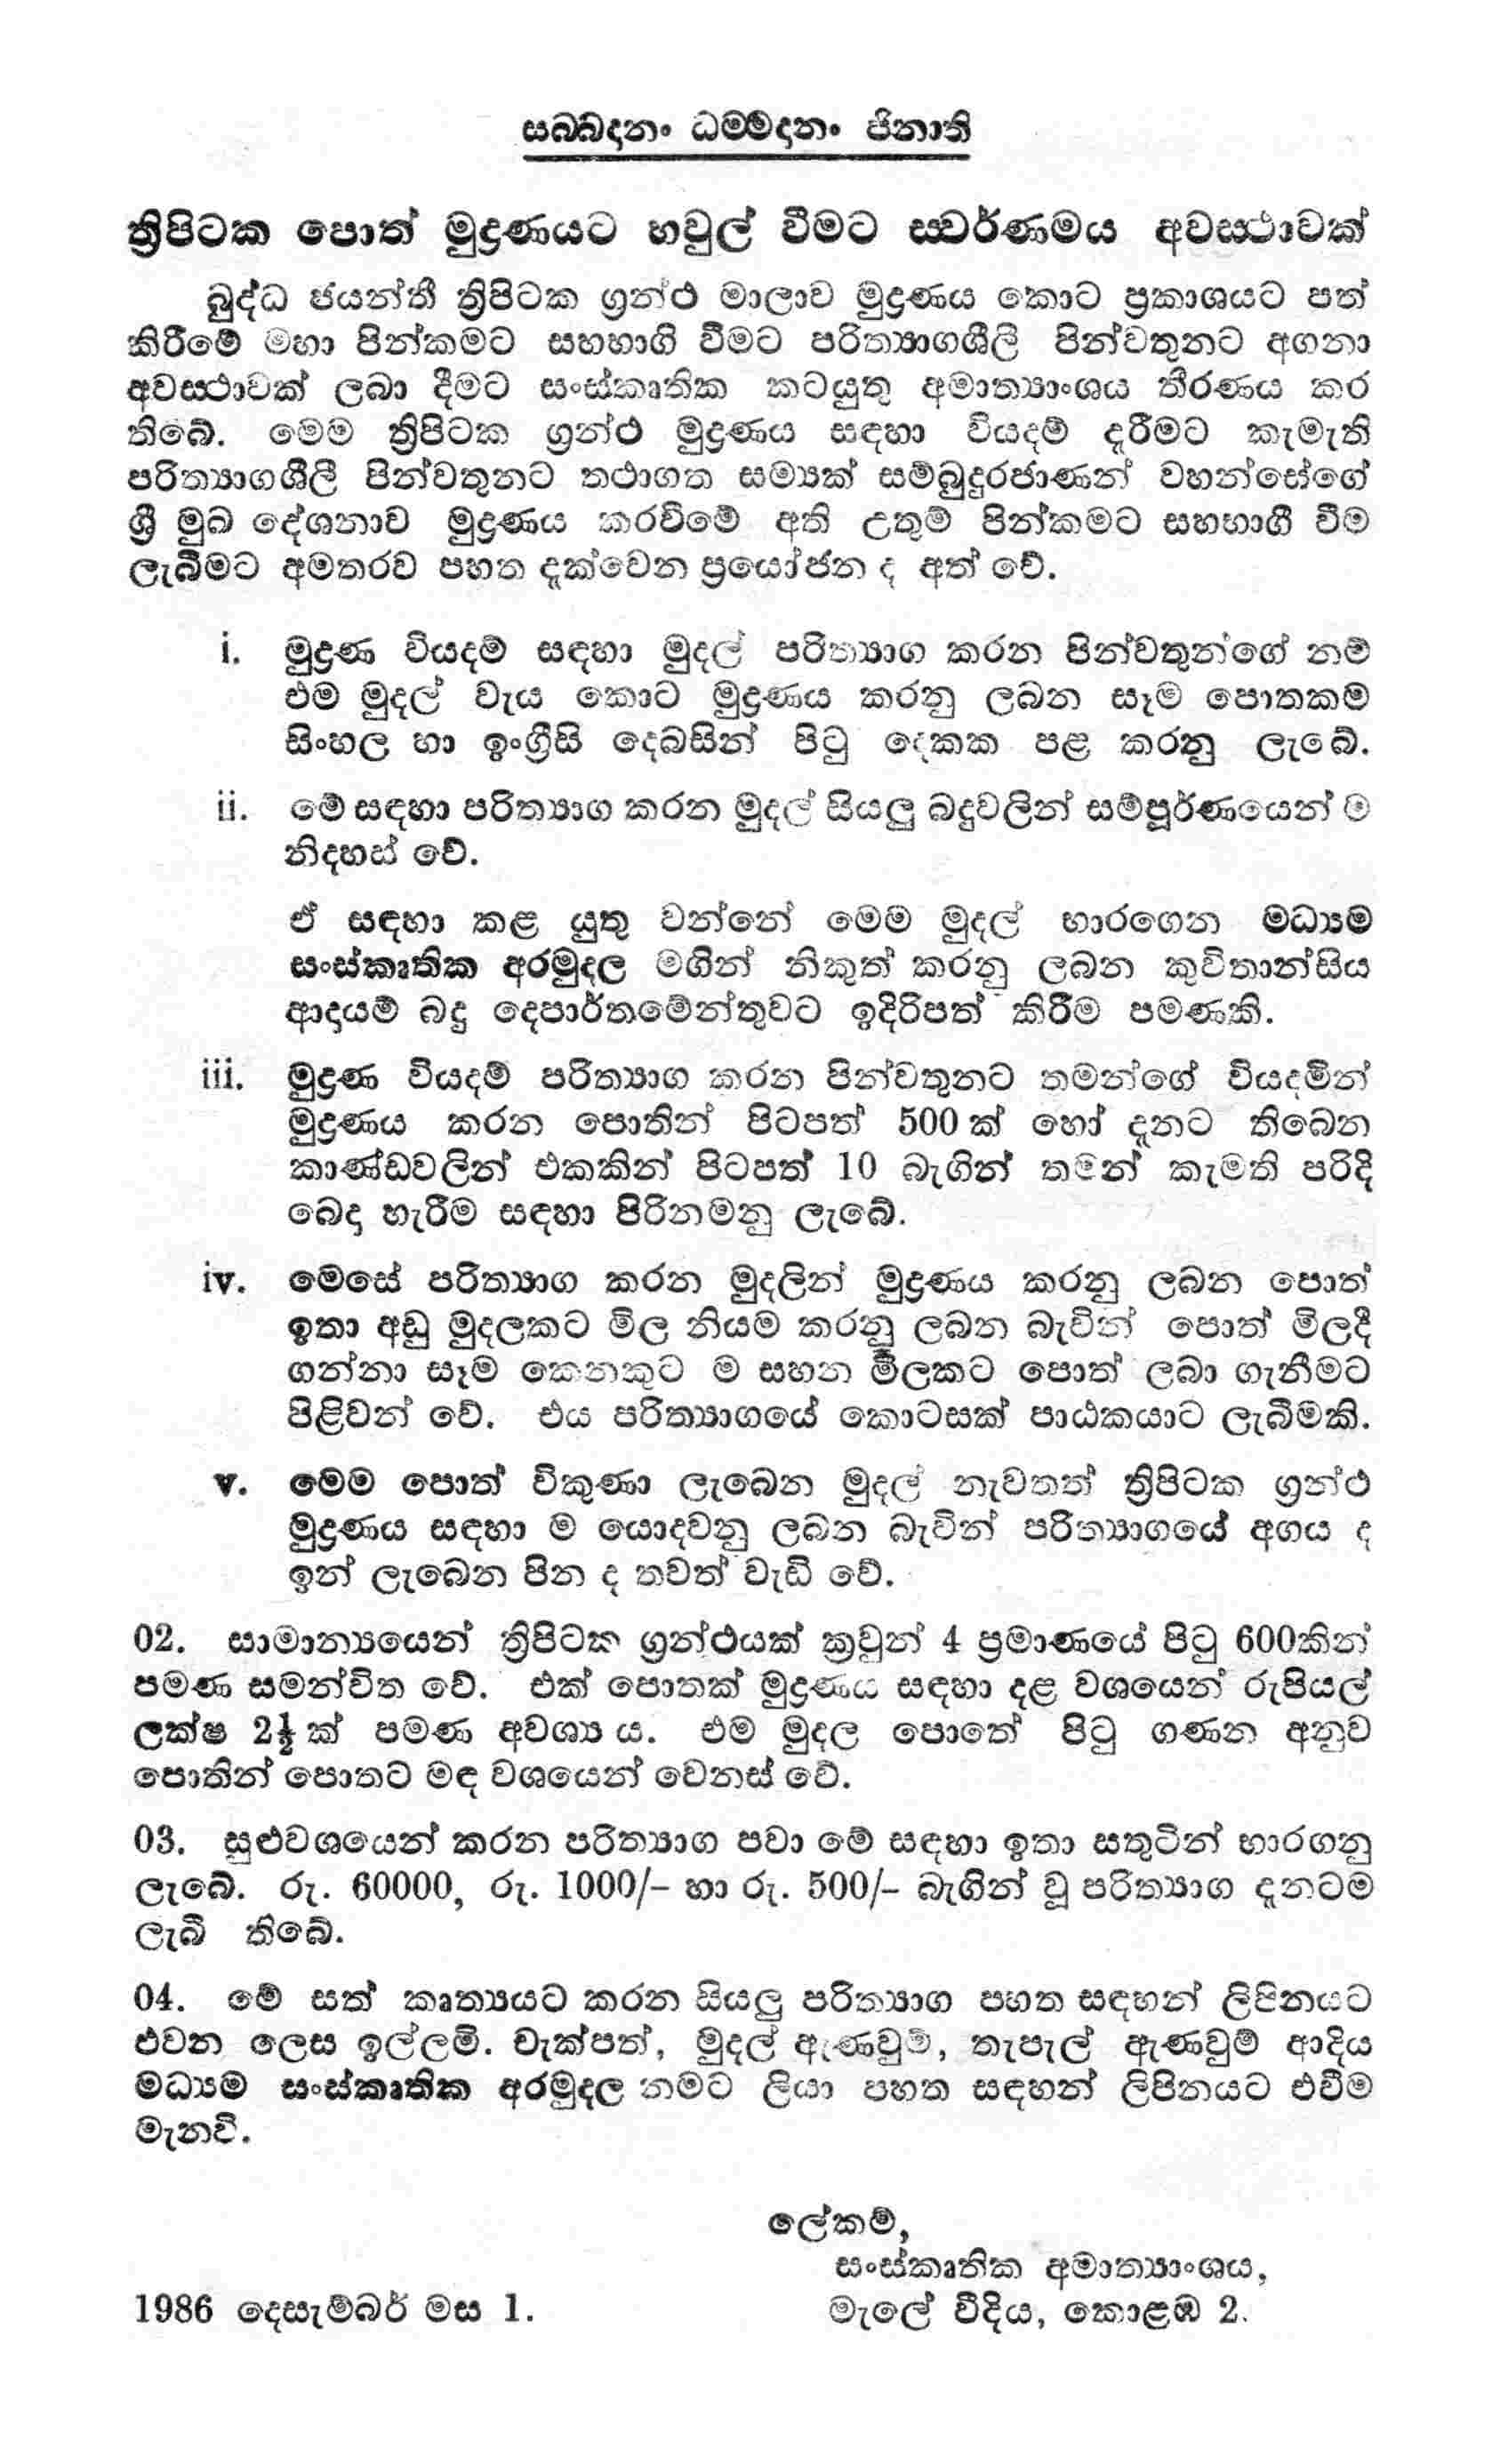 සබ්බදානං ධම්මදානං ජිනාති
ත්‍රිපිටක පොත් මුද්‍රණයට හවුල් වීමට ස්වර්ණමය අවස්ථාවක්
බුද්ධ ජයන්තී ත්‍රිපිටක ග්‍රන්ථ මාලාව මුද්‍රණය කොට ප්‍රකාශයට පත්
කිරීමේ මහා පින්කමට සහභාගි වීමට පරිත්‍යාගශීලී පින්වතුනට අගනා
අවස්ථාවක් ලබා දීමට සංස්කෘතික කටයුතු අමාත්‍යාංශය තීරණය කර
තිබේ. මෙම ත්‍රිපිටක ග්‍රන්ථ මුද්‍රණය සඳහා වියදම් දැරීමට කැමැති
පරිත්‍යාගශීලී පින්වතුනට තථාගත සම්‍යක් සම්බුදුරජාණන් වහන්සේගේ
ශ්‍රී මුඛ දේශනාව මුද්‍රණය කරවීමේ අති උතුම් පින්කමට සහභාගී වීම
ලැබීමට අමතරව පහත දැක්වෙන ප්‍රයෝජන ද අත් වේ.
i. මුද්‍රණ වියදම් සඳහා මුදල් පරිත්‍යාග කරන පින්වතුන්ගේ නම්
එම මුදල් වැය කොට මුද්‍රණය කරනු ලබන සෑම පොතකම
සිංහල හා ඉංග්‍රීසි දෙබසින් පිටු දෙකක පළ කරනු ලැබේ.
ii. මේ සඳහා පරිත්‍යාග කරන මුදල් සියලු බදුවලින් සම්පූර්ණයෙන් ම
නිදහස් වේ.
ඒ සඳහා කළ යුතු වන්නේ මෙම මුදල් භාරගෙන මධ්‍යම
සංස්කෘතික අරමුදල මගින් නිකුත් කරනු ලබන කුවිතාන්සිය
ආදායම් බදු දෙපාර්තමේන්තුවට ඉදිරිපත් කිරීම පමණකි.
iii. මුද්‍රණ වියදම් පරිත්‍යාග කරන පින්වතුනට තමන්ගේ වියදමින්
මුද්‍රණය කරන පොතින් පිටපත් 500 ක් හෝ දැනට තිබෙන
කාණ්ඩවලින් එකකින් පිටපත් 10 බැගින් තමන් කැමති පරිදි
බෙදා හැරීම සඳහා පිරිනමනු ලැබේ.
iv. මෙසේ පරිත්‍යාග කරන මුදලින් මුද්‍රණය කරනු ලබන පොත්
ඉතා අඩු මුදලකට මිල නියම කරනු ලබන බැවින් පොත් මිලදී
ගන්නා සෑම කෙනකුට ම සහන මිලකට පොත් ලබා ගැනීමට
පිළිවන් වේ. එය පරිත්‍යාගයේ කොටසක් පාඨකයාට ලැබීමකි.
v. මෙම පොත් විකුණා ලැබෙන මුදල් නැවතත් ත්‍රිපිටක ග්‍රන්ථ
මුද්‍රණය සඳහා ම යොදවනු ලබන බැවින් පරිත්‍යාගයේ අගය ද
ඉන් ලැබෙන පින ද තවත් වැඩි වේ.
02. සාමාන්‍යයෙන් ත්‍රිපිටක ග්‍රන්ථයක් ක්‍රවුන් 4 ප්‍රමාණයේ පිටු 600කින්
පමණ සමන්විත වේ. එක් පොතක් මුද්‍රණය සඳහා දළ වශයෙන් රුපියල්
ලක්ෂ 2½ ක් පමණ අවශ්‍ය ය. එම මුදල පොතේ පිටු ගණන අනුව
පොතින් පොතට මඳ වශයෙන් වෙනස් වේ.
03. සුළුවශයෙන් කරන පරිත්‍යාග පවා මේ සඳහා ඉතා සතුටින් භාරගනු
ලැබේ. රු. 60000, රු. 1000/– හා රු. 500/– බැගින් වූ පරිත්‍යාග දැනටම
ලැබී තිබේ.
04. මේ සත් කෘත්‍යයට කරන සියලු පරිත්‍යාග පහත සඳහන් ලිපිනයට
එවන ලෙස ඉල්ලමි. චැක්පත්, මුදල් ඇණවුම්, තැපැල් ඇණවුම් ආදිය
මධ්‍යම සංස්කෘතික අරමුදල නමට ලියා පහත සඳහන් ලිපිනයට එවීම
මැනවි.
ලේකම්,
සංස්කෘතික අමාත්‍යාංශය,
1986 දෙසැම්බර් මස 1. මැලේ වීදිය, කොළඹ 2.